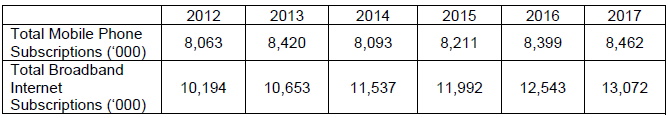 2012 2013 2014 2015 2016 2017
Total Mobile Phone
Subscriptions (‘000) 8,063 8,420 8,093 8,211 8,399 8,462
Total Broadband
Internet
Subscriptions (‘000) 10,194 10,653 11,537 11,992 12,543 13,072